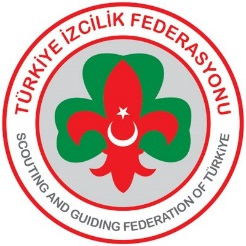 TÜRKİYE İZCİLİK FEDERASYONU
SCOUTING AND GUIDING FEDERATION OF TÜRKİYE